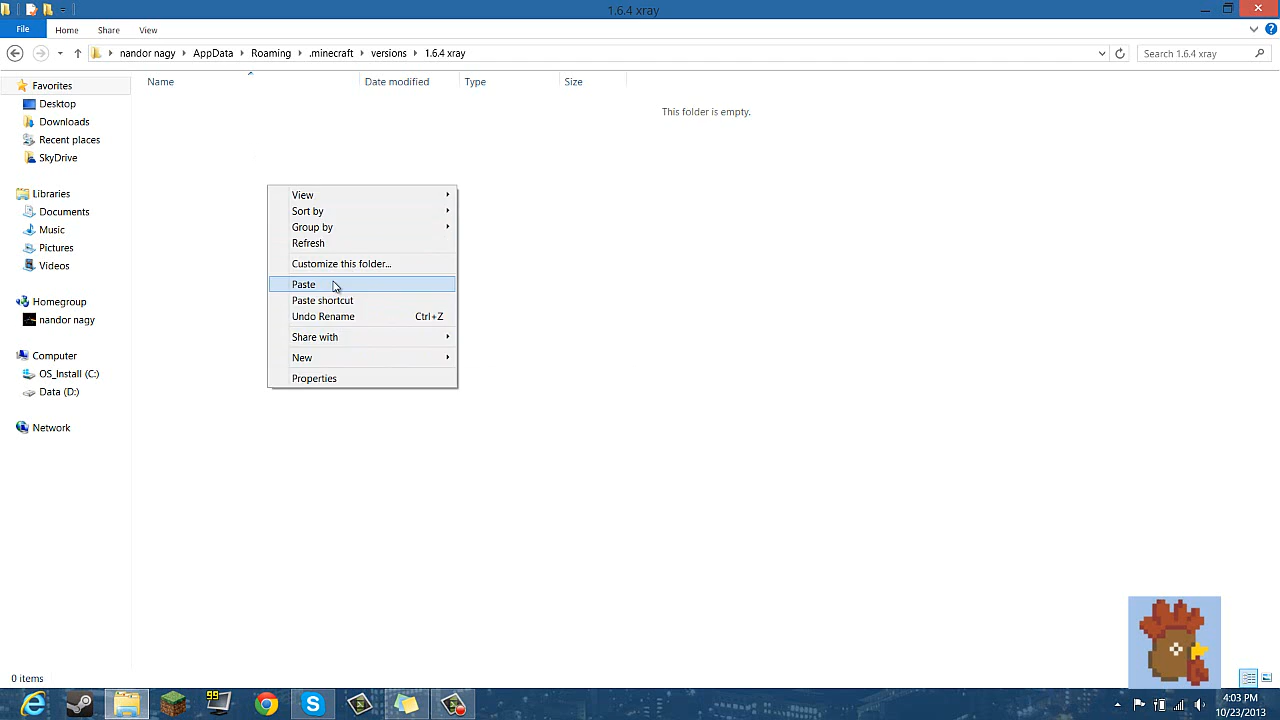 1.6.4 xray
File Home Share View
nandor nagy AppData Roaming .minecraft versions 1.6.4 xray Search 1.6.4 xray
Name Date modified Type Size
This folder is empty.
Favorites
Desktop
Downloads
Recent places
SkyDrive
Libraries
Documents
Music
Pictures
Videos
Homegroup
nandor nagy
Computer
OS_Install (C:)
Data (D:)
Network
View
Sort by
Group by
Refresh
Customize this folder...
Paste
Paste shortcut
Undo Rename Ctrl+Z
Share with
New
Properties
0 items
99
4:03 PM
10/23/2013